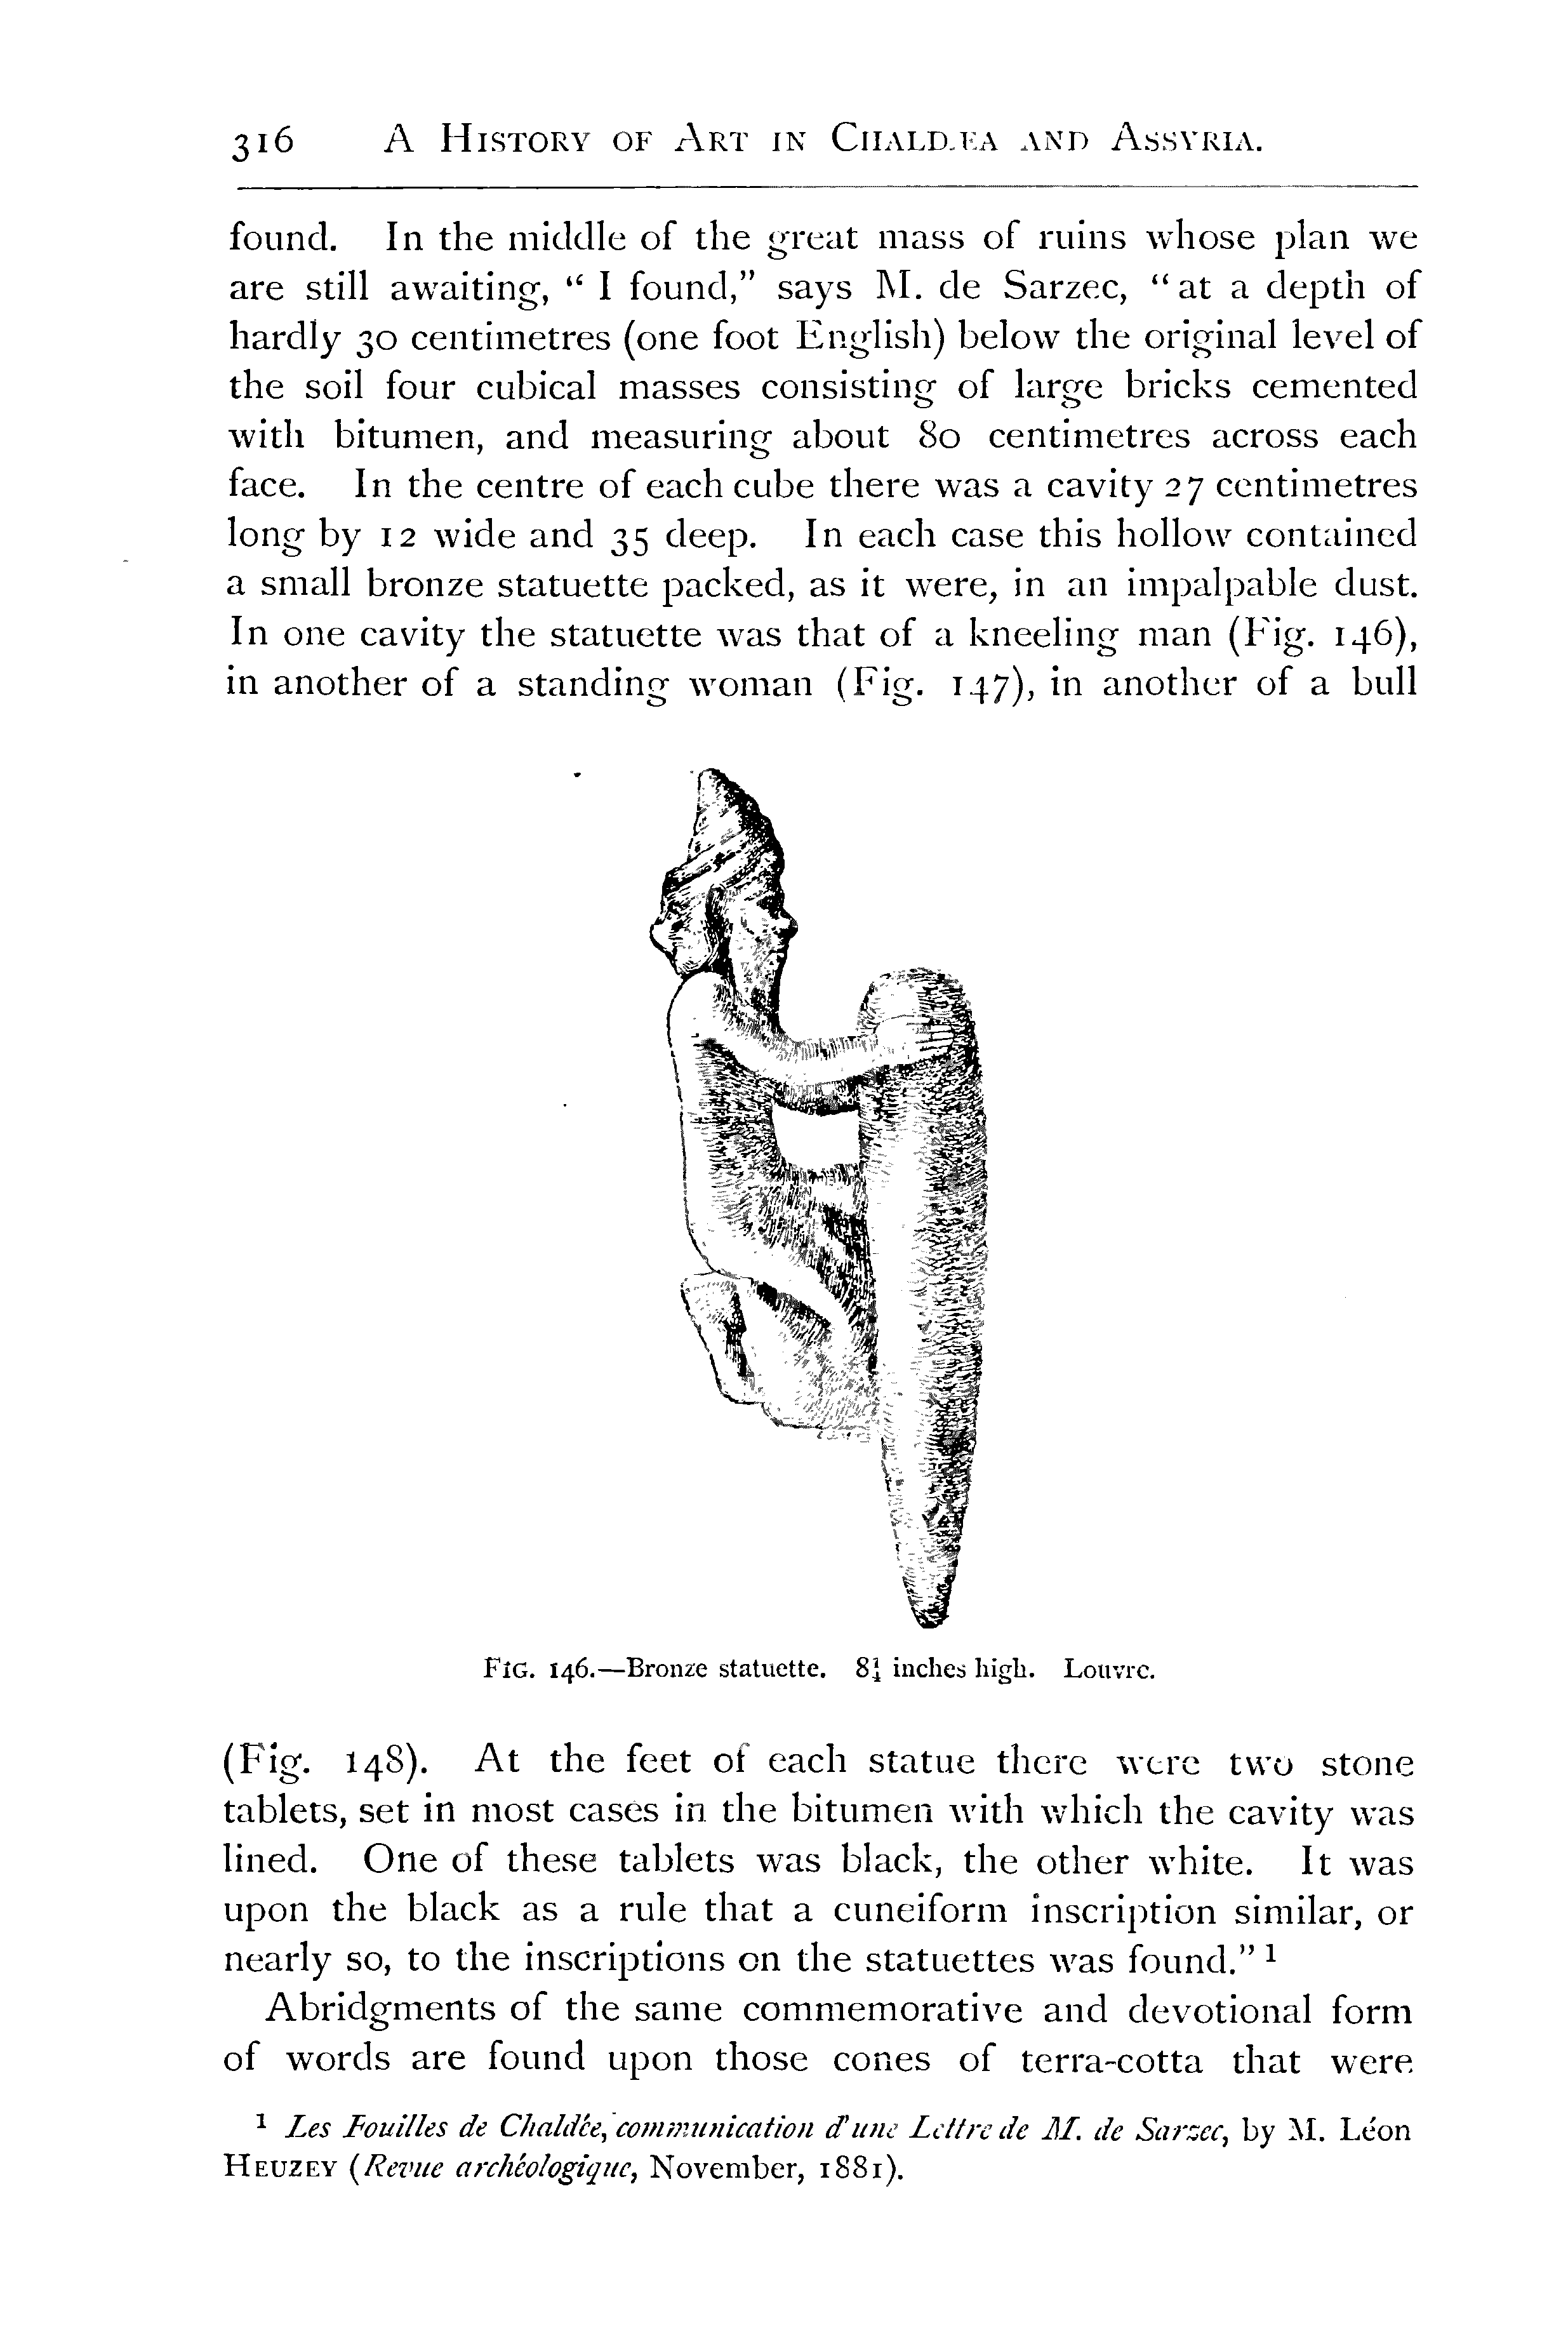 316 A HISTORY OF ART IN CHALDÆA AND ASSYRIA.
found. In the middle of the great mass of ruins whose plan we
are still awaiting, “ I found,” says M. de Sarzec, “at a depth of
hardly 30 centimetres (one foot English) below the original level of
the soil four cubical masses consisting of large bricks cemented
with bitumen, and measuring about 80 centimetres across each
face. In the centre of each cube there was a cavity 27 centimetres
long by 12 wide and 35 deep. In each case this hollow contained
a small bronze statuette packed, as it were, in an impalpable dust.
In one cavity the statuette was that of a kneeling man (Fig. 146),
in another of a standing woman (Fig. 147), in another of a bull
FIG. 146.—Bronze statuette. 8¼ inches high. Louvre.
(Fig. 148). At the feet of each statue there were two stone
tablets, set in most cases in the bitumen with which the cavity was
lined. One of these tablets was black, the other white. It was
upon the black as a rule that a cuneiform inscription similar, or
nearly so, to the inscriptions on the statuettes was found.” ¹
Abridgments of the same commemorative and devotional form
of words are found upon those cones of terra-cotta that were
¹ Les Fouilles de Chaldée, communication d'une Lettre de M. de Sarzec, by M. Léon
HEUZEY (Revue archéologique, November, 1881).